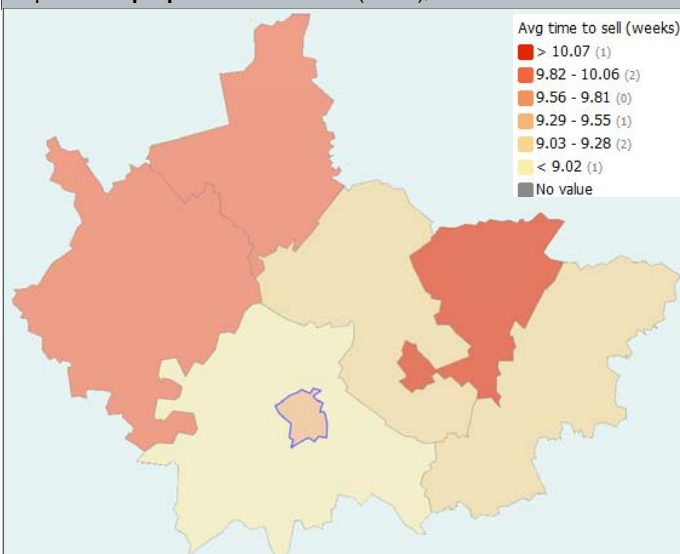 Avg time to sell (weeks)
> 10.07 (1)
9.82 - 10.06 (2)
9.56 - 9.81 (0)
9.29 - 9.55 (1)
9.03 - 9.28 (2)
< 9.02 (1)
No value